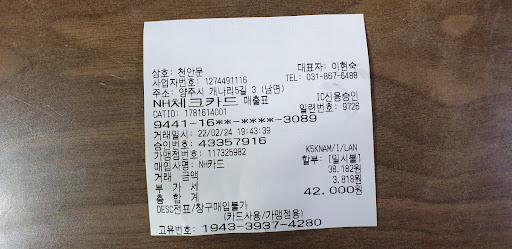 상호: 천안문 대표자: 이현숙
사업자번호: 1274491116 TEL: 031-867-6488
주소: 양주시 개나리5길 3 (남면)
NH체크카드 매출표 IC신용승인
CATID: 1781614001 일련번호: 9726
9441-16**-****-3089
거래일시: 22/02/24 19:43:39
승인번호: 43357916
가맹점번호: 117325982 K5KNAM/I/LAN
매입사명: NH카드 할부: [일시불]
거래 금액 38,182원
부 가 세 3,818원
총 합 계 42,000원
DESC전표/창구매입불가
(카드사용/가맹점용)
고유번호: 1943-3937-4280